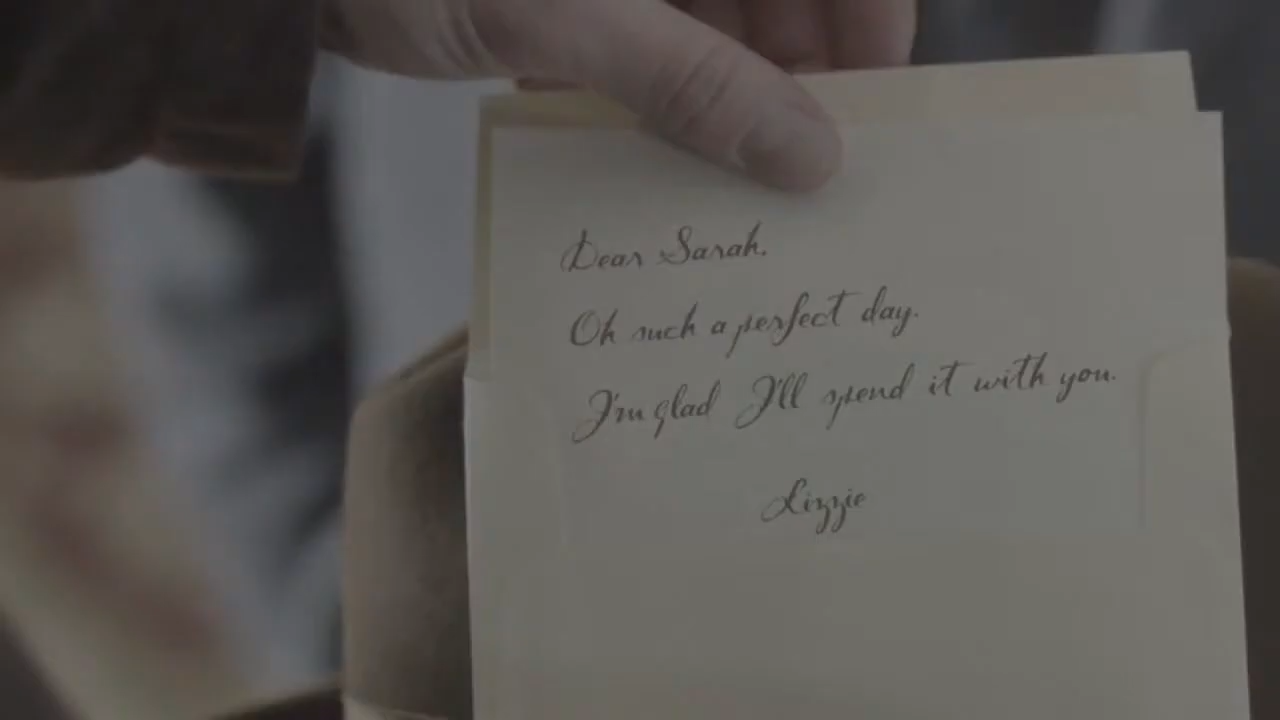 Dear Sarah,
Oh such a perfect day.
I'm glad I'll spend it with you.
Lizzie